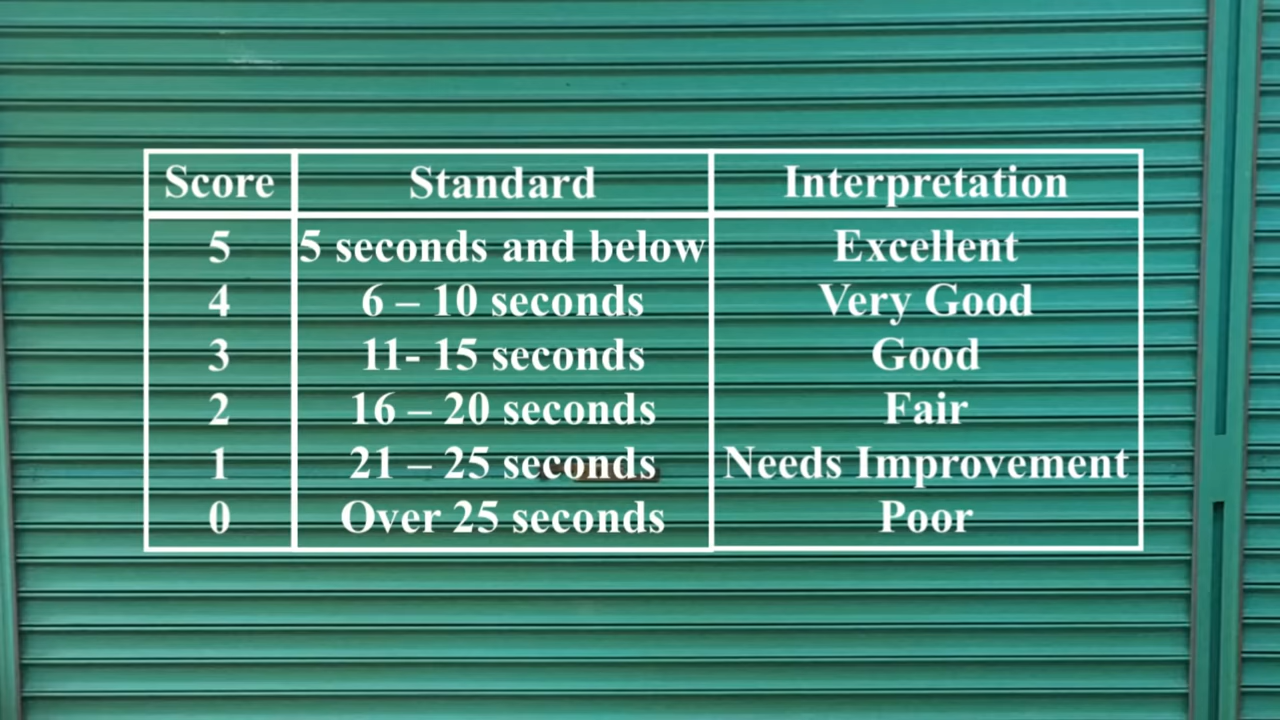 Score Standard Interpretation
5 5 seconds and below Excellent
4 6 – 10 seconds Very Good
3 11- 15 seconds Good
2 16 – 20 seconds Fair
1 21 – 25 seconds Needs Improvement
0 Over 25 seconds Poor